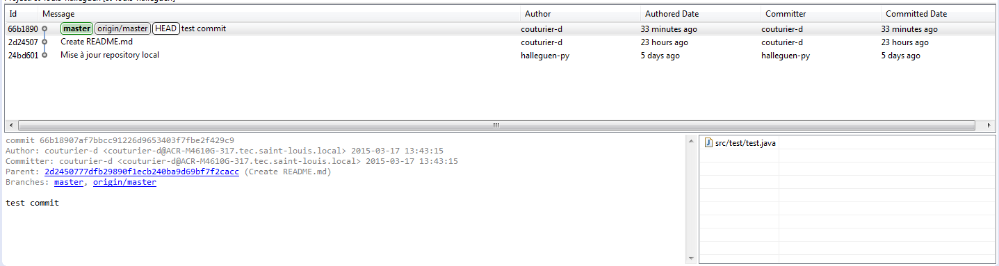 Id Message Author Authored Date Committer Committed Date
66b1890 master origin/master HEAD test commit couturier-d 33 minutes ago couturier-d 33 minutes ago
2d24507 Create README.md couturier-d 23 hours ago couturier-d 23 hours ago
24bd601 Mise à jour repository local halleguen-py 5 days ago halleguen-py 5 days ago
commit 66b18907af7bbcc91226d9653403f7fbe2f429c9
Author: couturier-d <couturier-d@ACR-M4610G-317.tec.saint-louis.local> 2015-03-17 13:43:15
Committer: couturier-d <couturier-d@ACR-M4610G-317.tec.saint-louis.local> 2015-03-17 13:43:15
Parent: 2d2450777dfb29890f1ecb240ba9d69bf7f2cacc (Create README.md)
Branches: master, origin/master
test commit
src/test/test.java